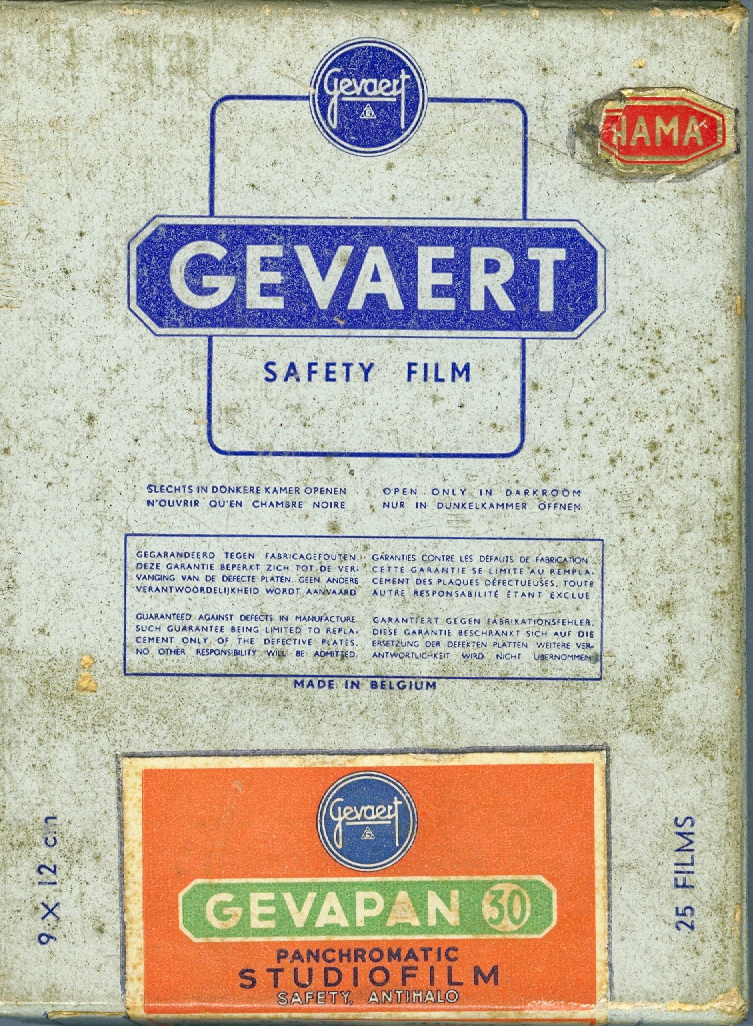 Gevaert
HAMA
GEVAERT
SAFETY FILM
SLECHTS IN DONKERE KAMER OPENEN
N'OUVRIR QU'EN CHAMBRE NOIRE
OPEN ONLY IN DARKROOM
NUR IN DUNKELKAMMER ÖFFNEN
GEGARANDEERD TEGEN FABRICAGEFOUTEN.
DEZE GARANTIE BEPERKT ZICH TOT DE VER-
VANGING VAN DE DEFECTE PLATEN. GEEN ANDERE
VERANTWOORDELIJKHEID WORDT AANVAARD
GARANTIES CONTRE LES DÉFAUTS DE FABRICATION.
CETTE GARANTIE SE LIMITE AU REMPLA-
CEMENT DES PLAQUES DÉFECTUEUSES, TOUTE
AUTRE RESPONSABILITÉ ÉTANT EXCLUE
GUARANTEED AGAINST DEFECTS IN MANUFACTURE
SUCH GUARANTEE BEING LIMITED TO REPLA-
CEMENT ONLY, OF THE DEFECTIVE PLATES.
NO OTHER RESPONSIBILITY WILL BE ADMITTED.
GARANTIERT GEGEN FABRIKATIONSFEHLER.
DIESE GARANTIE BESCHRÄNKT SICH AUF DIE
ERSETZUNG DER DEFEKTEN PLATTEN. WEITERE VER-
ANTWORTLICHKEIT WIRD NICHT ÜBERNOMMEN
MADE IN BELGIUM
9 X 12 cm
25 FILMS
Gevaert
GEVAPAN 30
PANCHROMATIC
STUDIOFILM
SAFETY, ANTIHALO